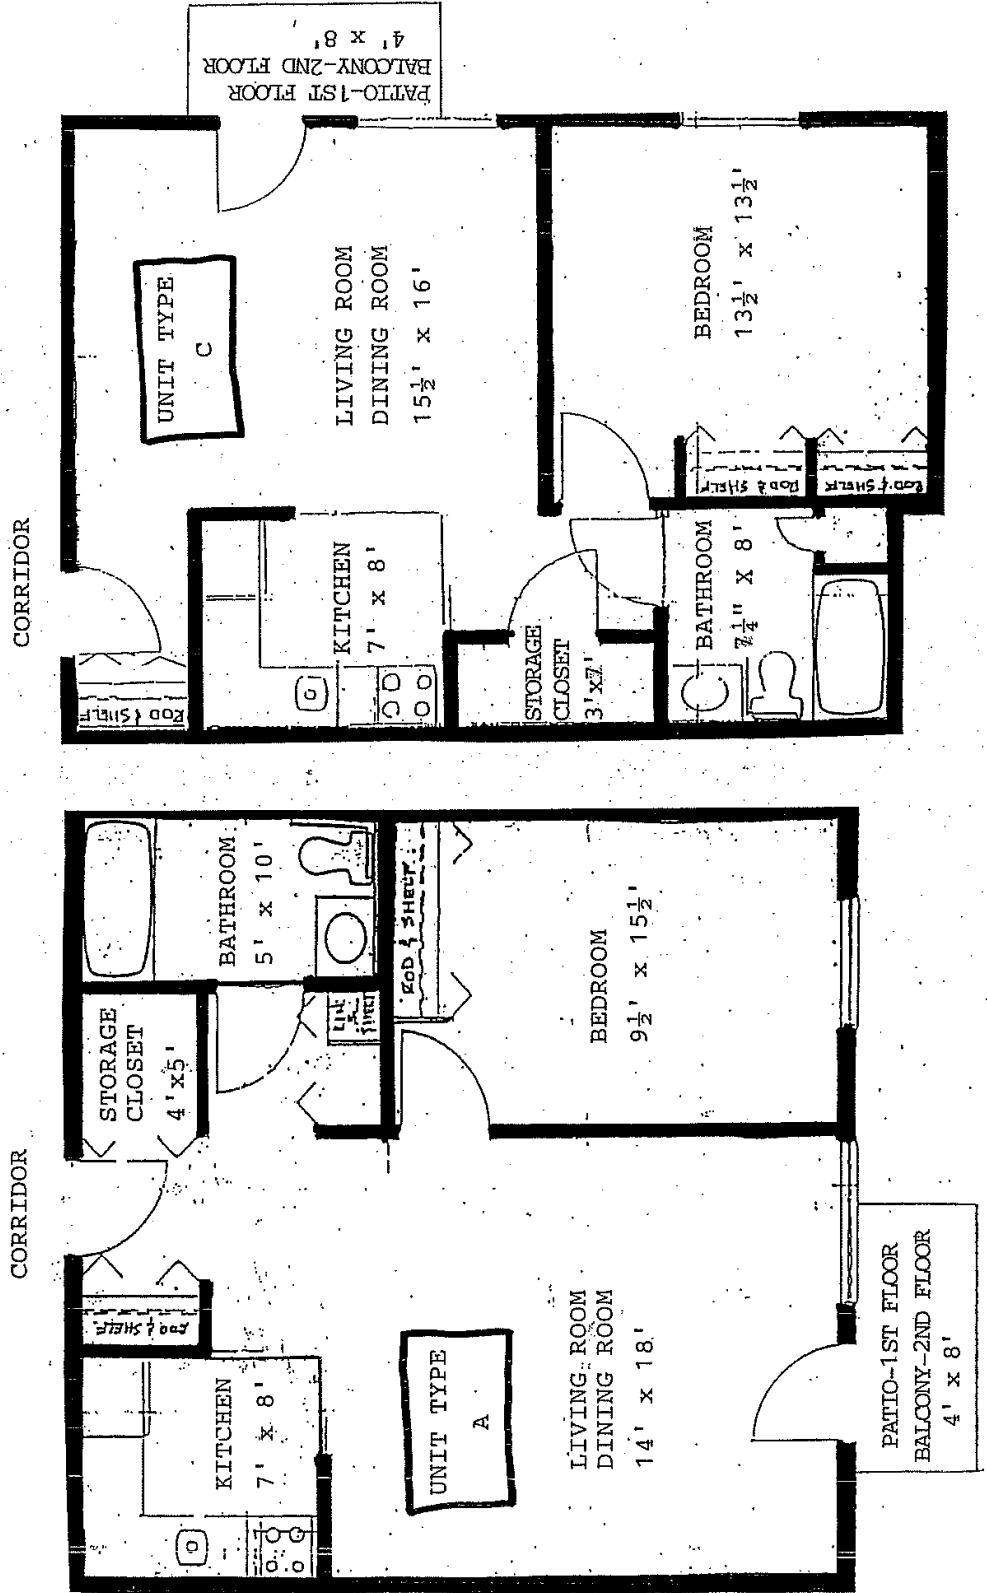 CORRIDOR
UNIT TYPE
C
PATIO-1ST FLOOR
BALCONY-2ND FLOOR
4' x 8'
LIVING ROOM
DINING ROOM
15½' x 16'
BEDROOM
13½' x 13½'
KITCHEN
7' x 8'
STORAGE
CLOSET
3'x7'
BATHROOM
7¼" X 8'
ROD & SHELF
ROD & SHELF
ROD & SHELF
CORRIDOR
STORAGE
CLOSET
4'x5'
BATHROOM
5' x 10'
ROD & SHELF
BEDROOM
9½' x 15½'
ROD & SHELF
KITCHEN
7' x 8'
UNIT TYPE
A
LIVING ROOM
DINING ROOM
14' x 18'
PATIO-1ST FLOOR
BALCONY-2ND FLOOR
4' x 8'